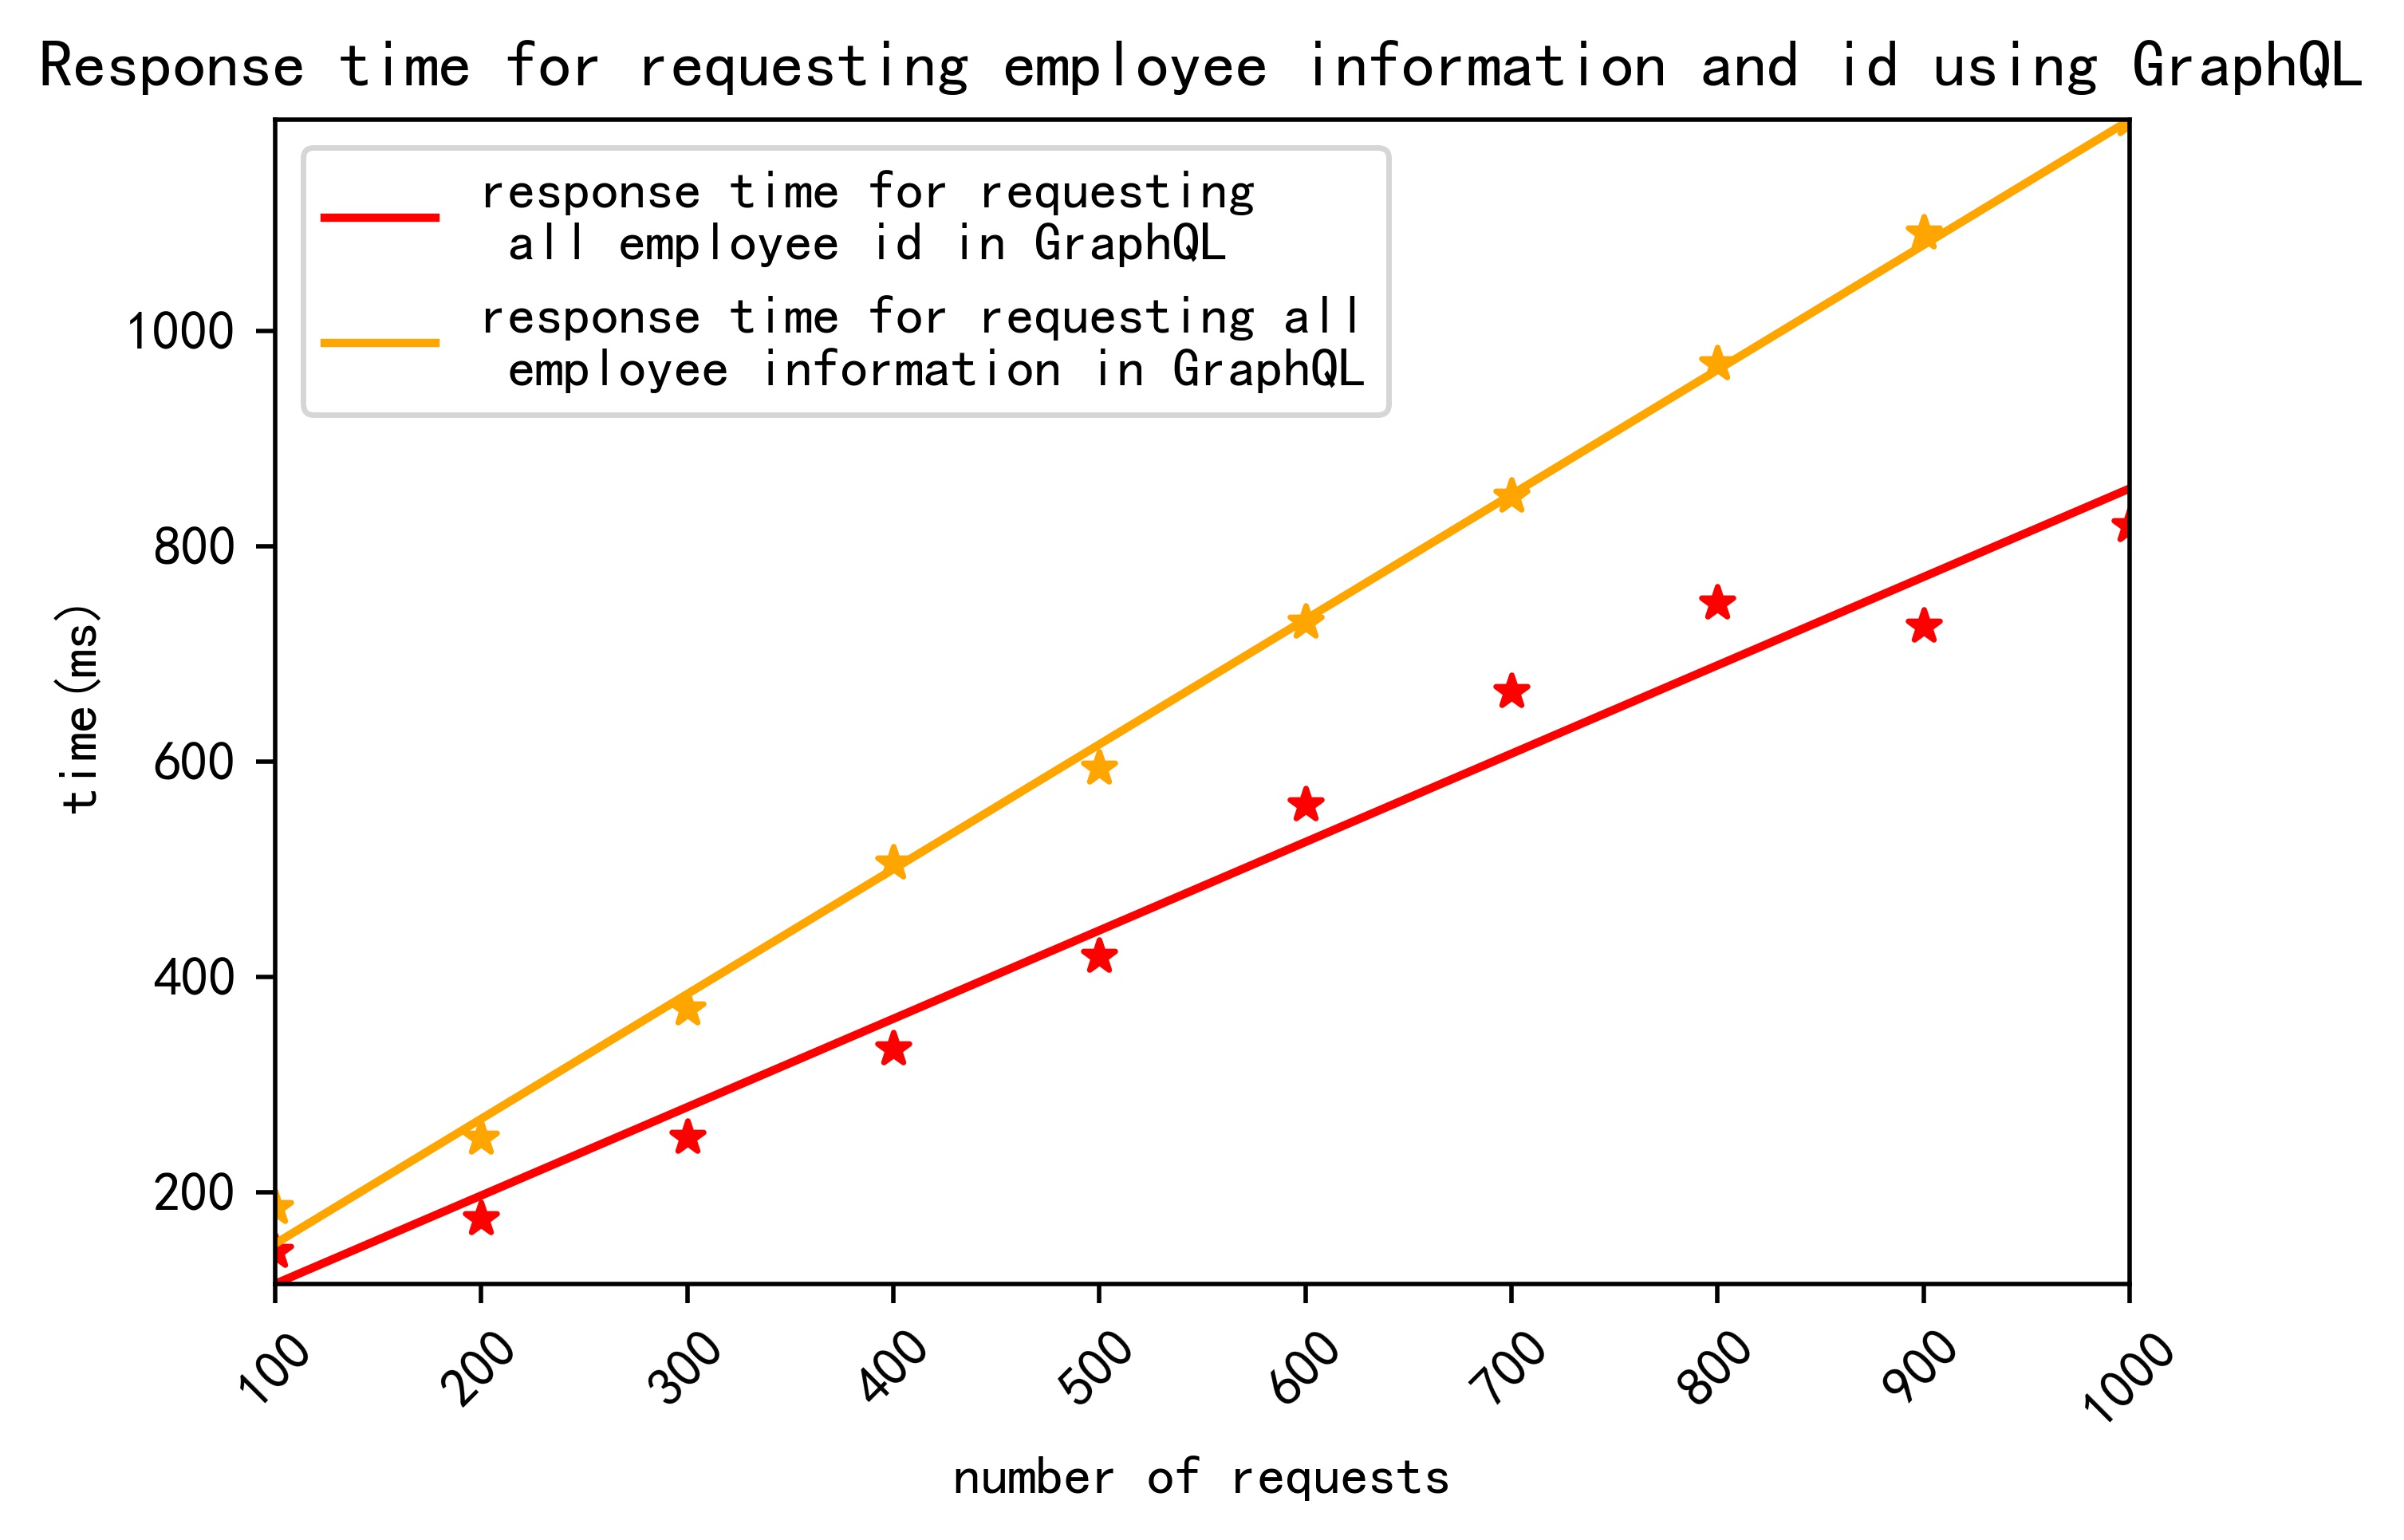 Response time for requesting employee information and id using GraphQL
response time for requesting
all employee id in GraphQL
response time for requesting all
employee information in GraphQL
1000
800
600
400
200
time(ms)
100 200 300 400 500 600 700 800 900 1000
number of requests